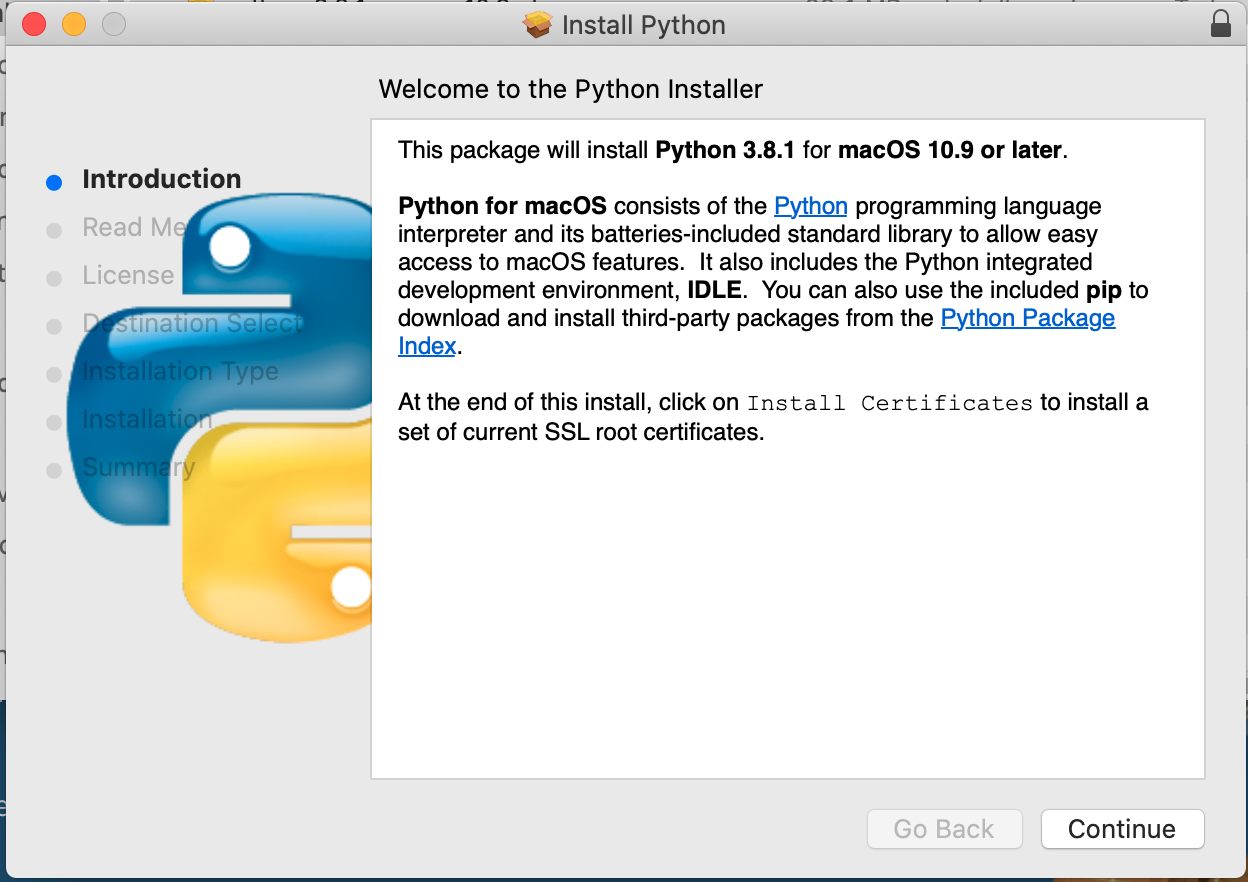 Install Python
Welcome to the Python Installer
Introduction
Read Me
License
Destination Select
Installation Type
Installation
Summary
This package will install Python 3.8.1 for macOS 10.9 or later.
Python for macOS consists of the Python programming language
interpreter and its batteries-included standard library to allow easy
access to macOS features.  It also includes the Python integrated
development environment, IDLE.  You can also use the included pip to
download and install third-party packages from the Python Package
Index.
At the end of this install, click on Install Certificates to install a
set of current SSL root certificates.
Go Back
Continue